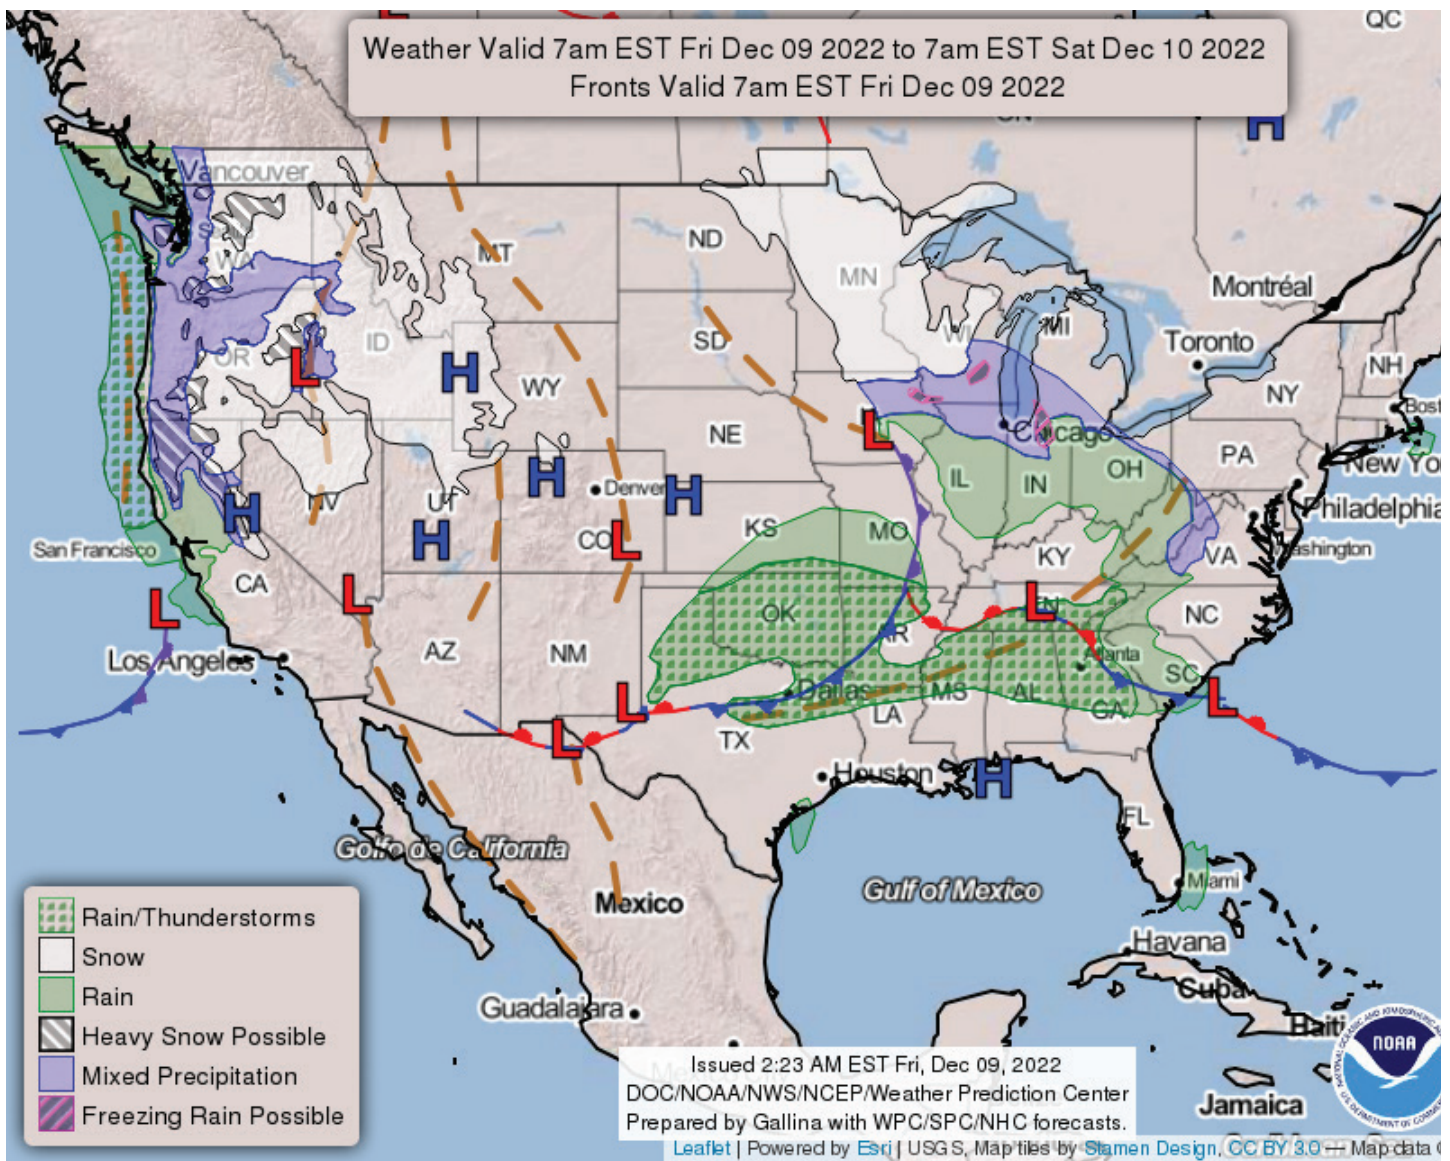 QC
Weather Valid 7am EST Fri Dec 09 2022 to 7am EST Sat Dec 10 2022
Fronts Valid 7am EST Fri Dec 09 2022
L
ON
H
Vancouver
WA
MT
ND
MN
Montréal
OR
ID
SD
WI
MI
Toronto
NH
L
H
WY
NY
Boston
L
NE
Chicago
PA
New Yor
IL
IN
OH
H
Denver
H
Philadelphia
H
NV
UT
San Francisco
H
CO
L
KS
MO
KY
VA
Washington
CA
L
L
OK
L
TN
NC
L
Los Angeles
AZ
NM
AR
Atlanta
SC
L
Dallas
MS
AL
GA
L
LA
TX
L
Houston
H
FL
Golfo de California
Gulf of Mexico
Miami
Mexico
Havana
Cuba
Haiti
Guadalajara
Rain/Thunderstorms
Snow
Rain
Heavy Snow Possible
Mixed Precipitation
Freezing Rain Possible
NOAA
Mexico City
Issued 2:23 AM EST Fri, Dec 09, 2022
DOC/NOAA/NWS/NCEP/Weather Prediction Center
Prepared by Gallina with WPC/SPC/NHC forecasts.
Jamaica
Leaflet | Powered by Esri | USGS, Map tiles by Stamen Design, CC BY 3.0 — Map data ©